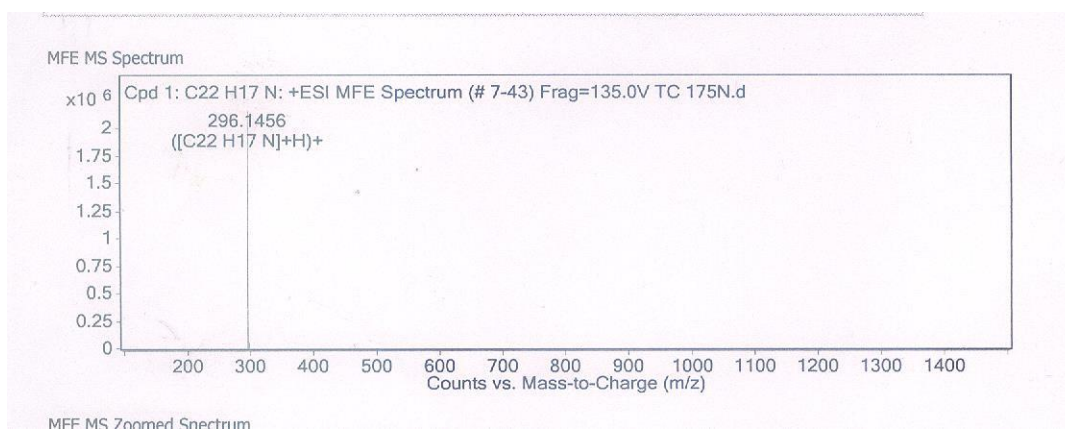 MFE MS Spectrum
x10 6
Cpd 1: C22 H17 N: +ESI MFE Spectrum (# 7-43) Frag=135.0V TC 175N.d
296.1456
([C22 H17 N]+H)+
2
1.75
1.5
1.25
1
0.75
0.5
0.25
0
200 300 400 500 600 700 800 900 1000 1100 1200 1300 1400
Counts vs. Mass-to-Charge (m/z)
MFE MS Zoomed Spectrum